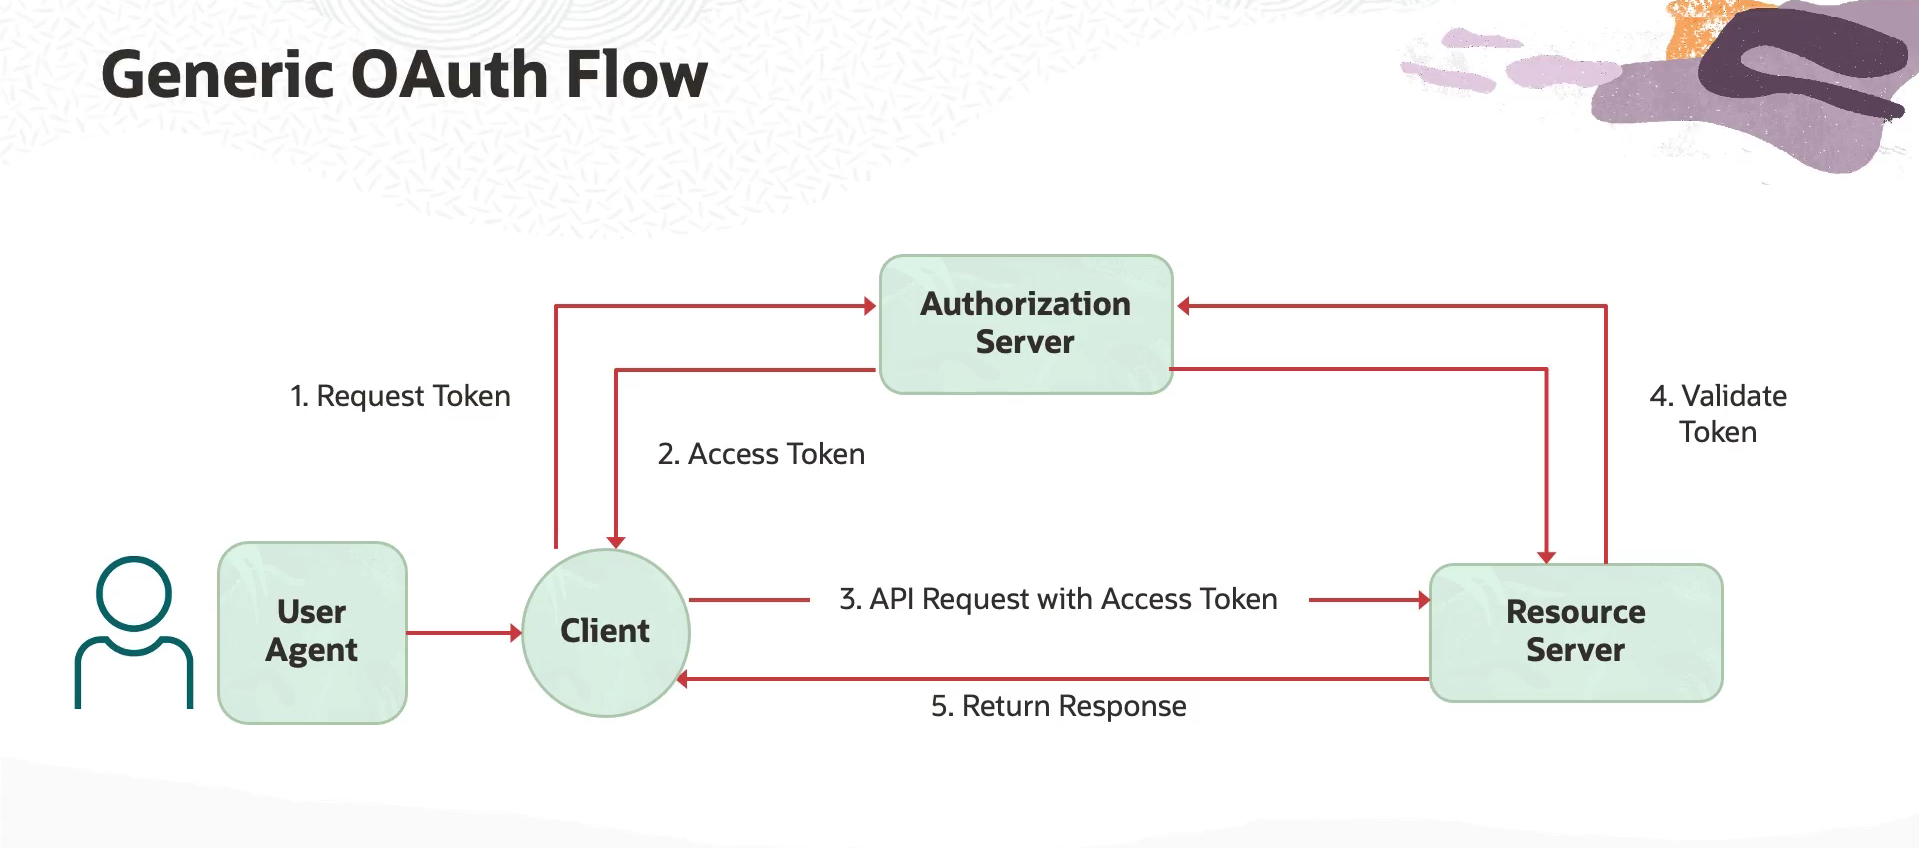 Generic OAuth Flow
Authorization
Server
1. Request Token
4. Validate
Token
2. Access Token
User
Agent
Client
3. API Request with Access Token
Resource
Server
5. Return Response